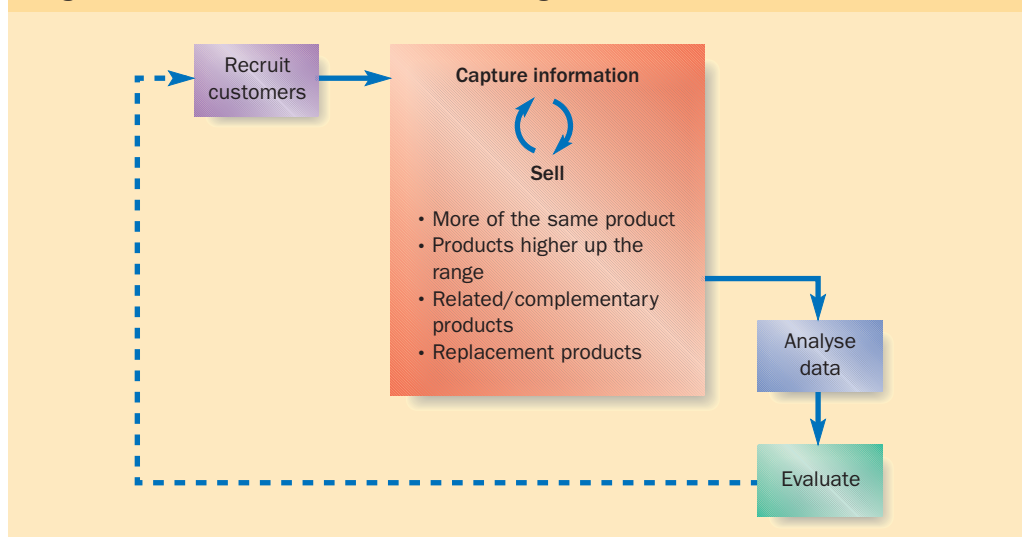 Recruit
customers
Capture information
Sell
• More of the same product
• Products higher up the
range
• Related/complementary
products
• Replacement products
Analyse
data
Evaluate